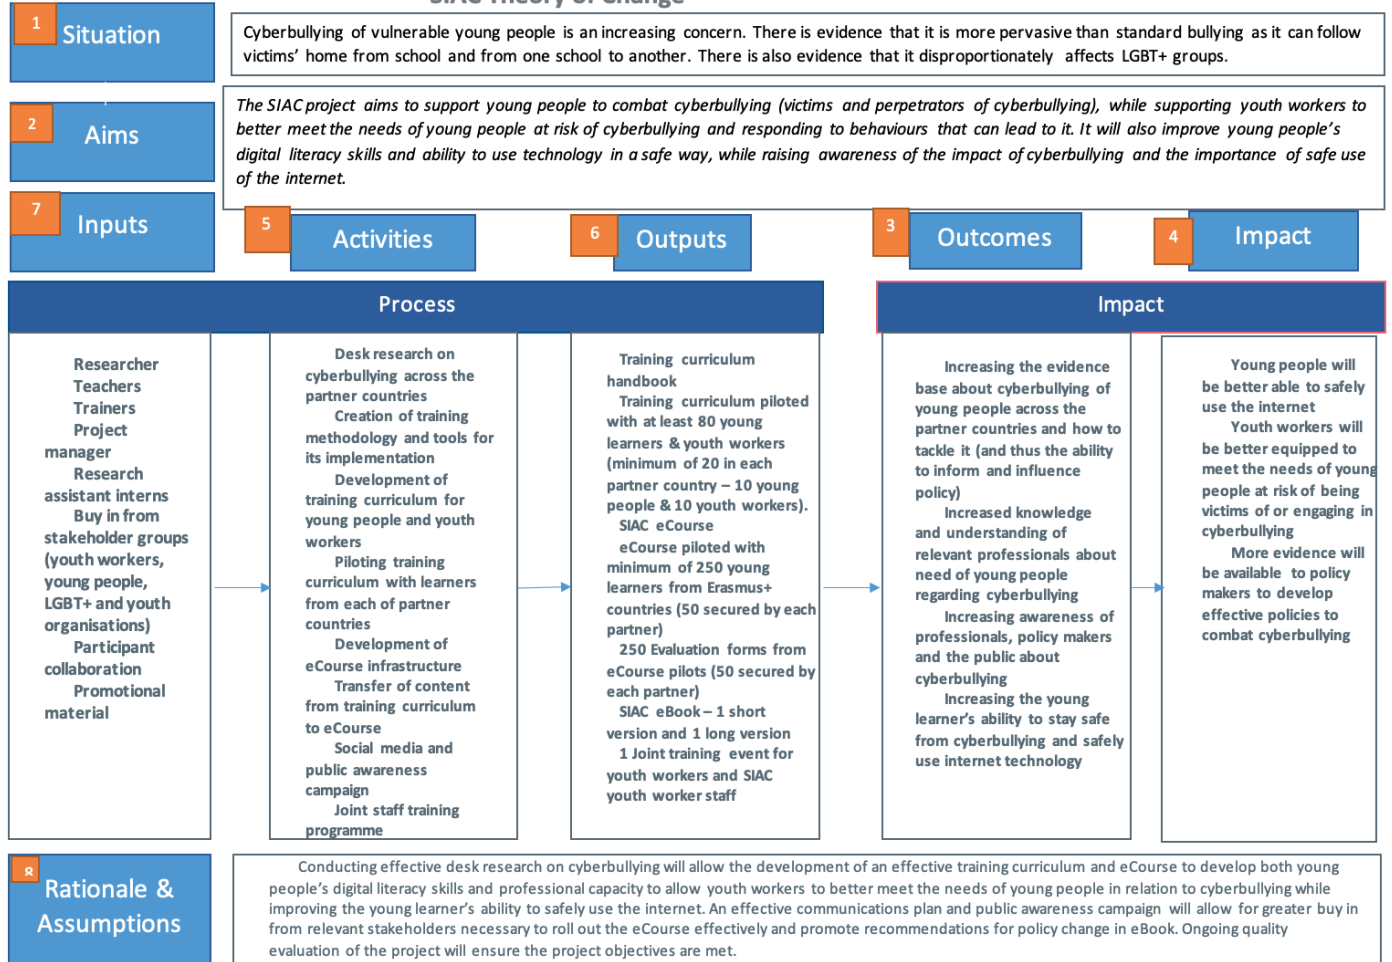 SIAC Theory of Change
1
Situation
Cyberbullying of vulnerable young people is an increasing concern. There is evidence that it is more pervasive than standard bullying as it can follow
victims' home from school and from one school to another. There is also evidence that it disproportionately affects LGBT+ groups.
2
Aims
The SIAC project aims to support young people to combat cyberbullying (victims and perpetrators of cyberbullying), while supporting youth workers to
better meet the needs of young people at risk of cyberbullying and responding to behaviours that can lead to it. It will also improve young people's
digital literacy skills and ability to use technology in a safe way, while raising awareness of the impact of cyberbullying and the importance of safe use
of the internet.
7
Inputs
5
Activities
6
Outputs
3
Outcomes
4
Impact
Process
Impact
Researcher
Teachers
Trainers
Project
manager
Research
assistant interns
Buy in from
stakeholder groups
(youth workers,
young people,
LGBT+ and youth
organisations)
Participant
collaboration
Promotional
material
Desk research on
cyberbullying across the
partner countries
Creation of training
methodology and tools for
its implementation
Development of
training curriculum for
young people and youth
workers
Piloting training
curriculum with learners
from each of partner
countries
Development of
eCourse infrastructure
Transfer of content
from training curriculum
to eCourse
Social media and
public awareness
campaign
Joint staff training
programme
Training curriculum
handbook
Training curriculum piloted
with at least 80 young
learners & youth workers
(minimum of 20 in each
partner country – 10 young
people & 10 youth workers).
SIAC eCourse
eCourse piloted with
minimum of 250 young
learners from Erasmus+
countries (50 secured by each
partner)
250 Evaluation forms from
eCourse pilots (50 secured by
each partner)
SIAC eBook – 1 short
version and 1 long version
1 Joint training event for
youth workers and SIAC
youth worker staff
Increasing the evidence
base about cyberbullying of
young people across the
partner countries and how to
tackle it (and thus the ability
to inform and influence
policy)
Increased knowledge
and understanding of
relevant professionals about
need of young people
regarding cyberbullying
Increasing awareness of
professionals, policy makers
and the public about
cyberbullying
Increasing the young
learner's ability to stay safe
from cyberbullying and safely
use internet technology
Young people will
be better able to safely
use the internet
Youth workers will
be better equipped to
meet the needs of young
people at risk of being
victims of or engaging in
cyberbullying
More evidence will
be available to policy
makers to develop
effective policies to
combat cyberbullying
8
Rationale &
Assumptions
Conducting effective desk research on cyberbullying will allow the development of an effective training curriculum and eCourse to develop both young
people's digital literacy skills and professional capacity to allow youth workers to better meet the needs of young people in relation to cyberbullying while
improving the young learner's ability to safely use the internet. An effective communications plan and public awareness campaign will allow for greater buy in
from relevant stakeholders necessary to roll out the eCourse effectively and promote recommendations for policy change in eBook. Ongoing quality
evaluation of the project will ensure the project objectives are met.